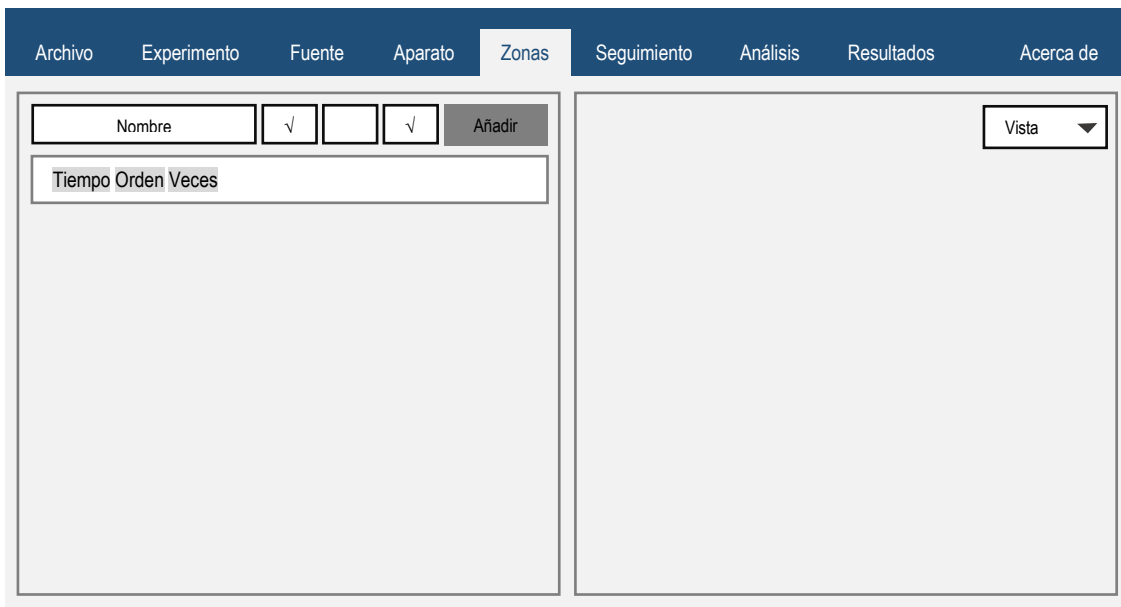 Archivo Experimento Fuente Aparato Zonas Seguimiento Análisis Resultados Acerca de
Nombre √ √ Añadir
Vista
Tiempo Orden Veces